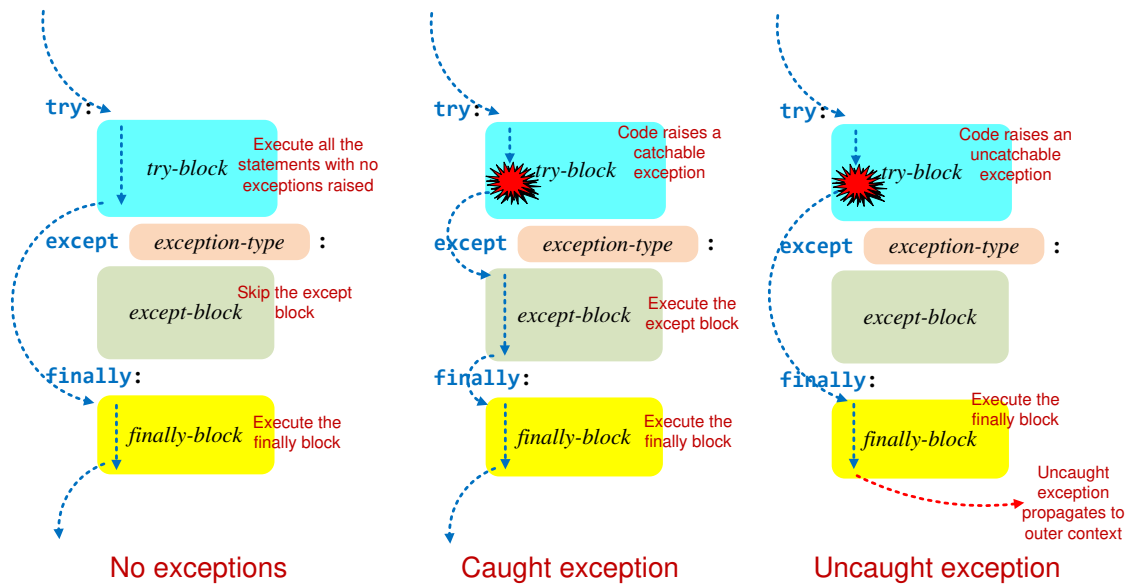 try:
Execute all the
statements with no
exceptions raised
try-block
except exception-type :
Skip the except
block
except-block
finally:
Execute the
finally block
finally-block
No exceptions
try:
Code raises a
catchable
exception
try-block
except exception-type :
Execute the
except block
except-block
finally:
Execute the
finally block
finally-block
Caught exception
try:
Code raises an
uncatchable
exception
try-block
except exception-type :
except-block
finally:
Execute the
finally block
finally-block
Uncaught
exception
propagates to
outer context
Uncaught exception